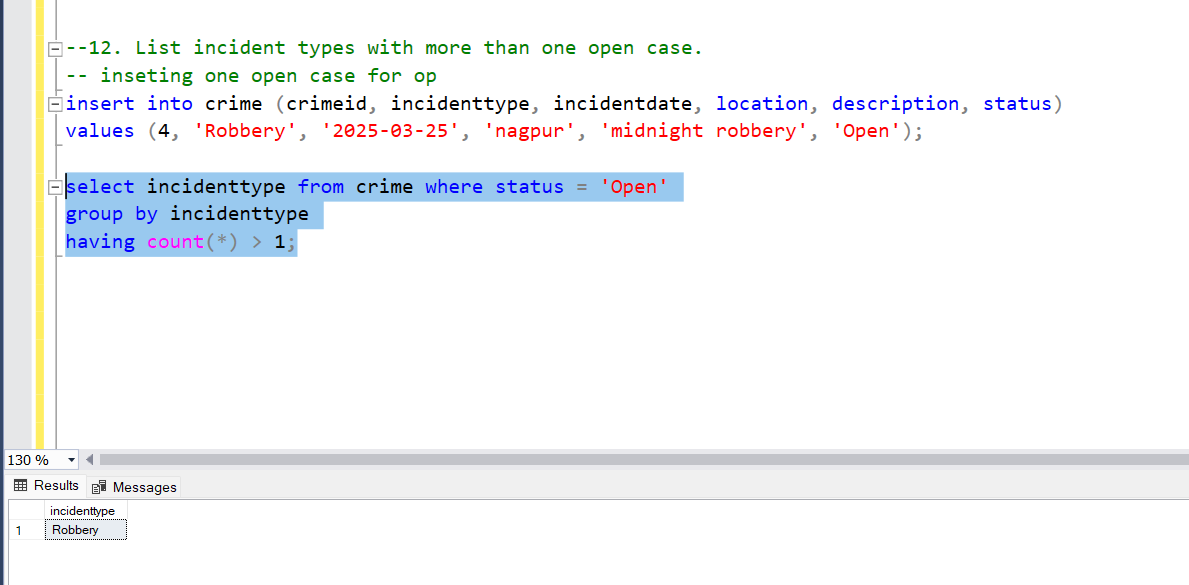 --12. List incident types with more than one open case.
-- inseting one open case for op
insert into crime (crimeid, incidenttype, incidentdate, location, description, status)
values (4, 'Robbery', '2025-03-25', 'nagpur', 'midnight robbery', 'Open');
select incidenttype from crime where status = 'Open'
group by incidenttype
having count(*) > 1;
130 %
Results Messages
incidenttype
1 Robbery